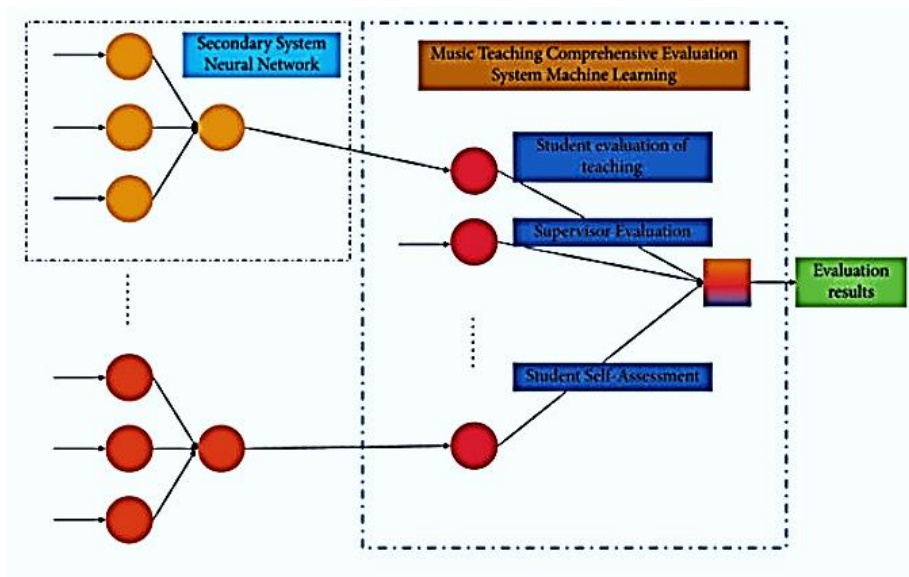 Secondary System
Neural Network
Music Teaching Comprehensive Evaluation
System Machine Learning
Student evaluation of
teaching
Supervisor Evaluation
Evaluation
results
Student Self-Assessment